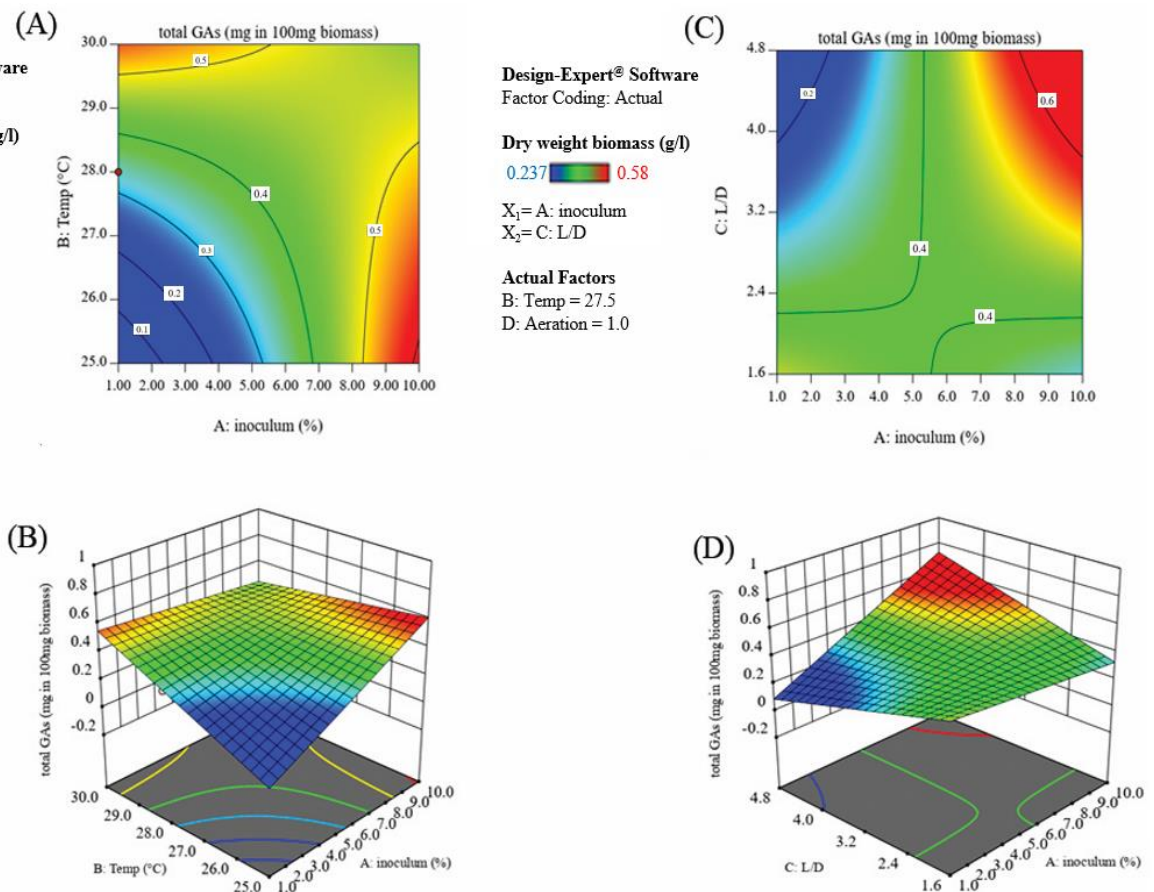 (A)
total GAs (mg in 100mg biomass)
30.0
29.0
28.0
27.0
26.0
25.0
B: Temp (°C)
0.5
0.4
0.3
0.2
0.1
0.5
1.00 2.00 3.00 4.00 5.00 6.00 7.00 8.00 9.00 10.00
A: inoculum (%)
ware
g/l)
Design-Expert® Software
Factor Coding: Actual
Dry weight biomass (g/l)
0.237 0.58
X1= A: inoculum
X2= C: L/D
Actual Factors
B: Temp = 27.5
D: Aeration = 1.0
(C)
total GAs (mg in 100mg biomass)
4.8
4.0
3.2
2.4
1.6
C: L/D
0.2
0.6
0.4
0.4
1.0 2.0 3.0 4.0 5.0 6.0 7.0 8.0 9.0 10.0
A: inoculum (%)
(B)
total GAs (mg in 100mg biomass)
1
0.8
0.6
0.4
0.2
0
-0.2
30.0
29.0
28.0
27.0
26.0
25.0
B: Temp (°C)
1.0 2.0 3.0 4.0 5.0 6.0 7.0 8.0 9.0 10.0
A: inoculum (%)
(D)
total GAs (mg in 100mg biomass)
1
0.8
0.6
0.4
0.2
0
-0.2
4.8
4.0
3.2
2.4
1.6
C: L/D
1.0 2.0 3.0 4.0 5.0 6.0 7.0 8.0 9.0 10.0
A: inoculum (%)